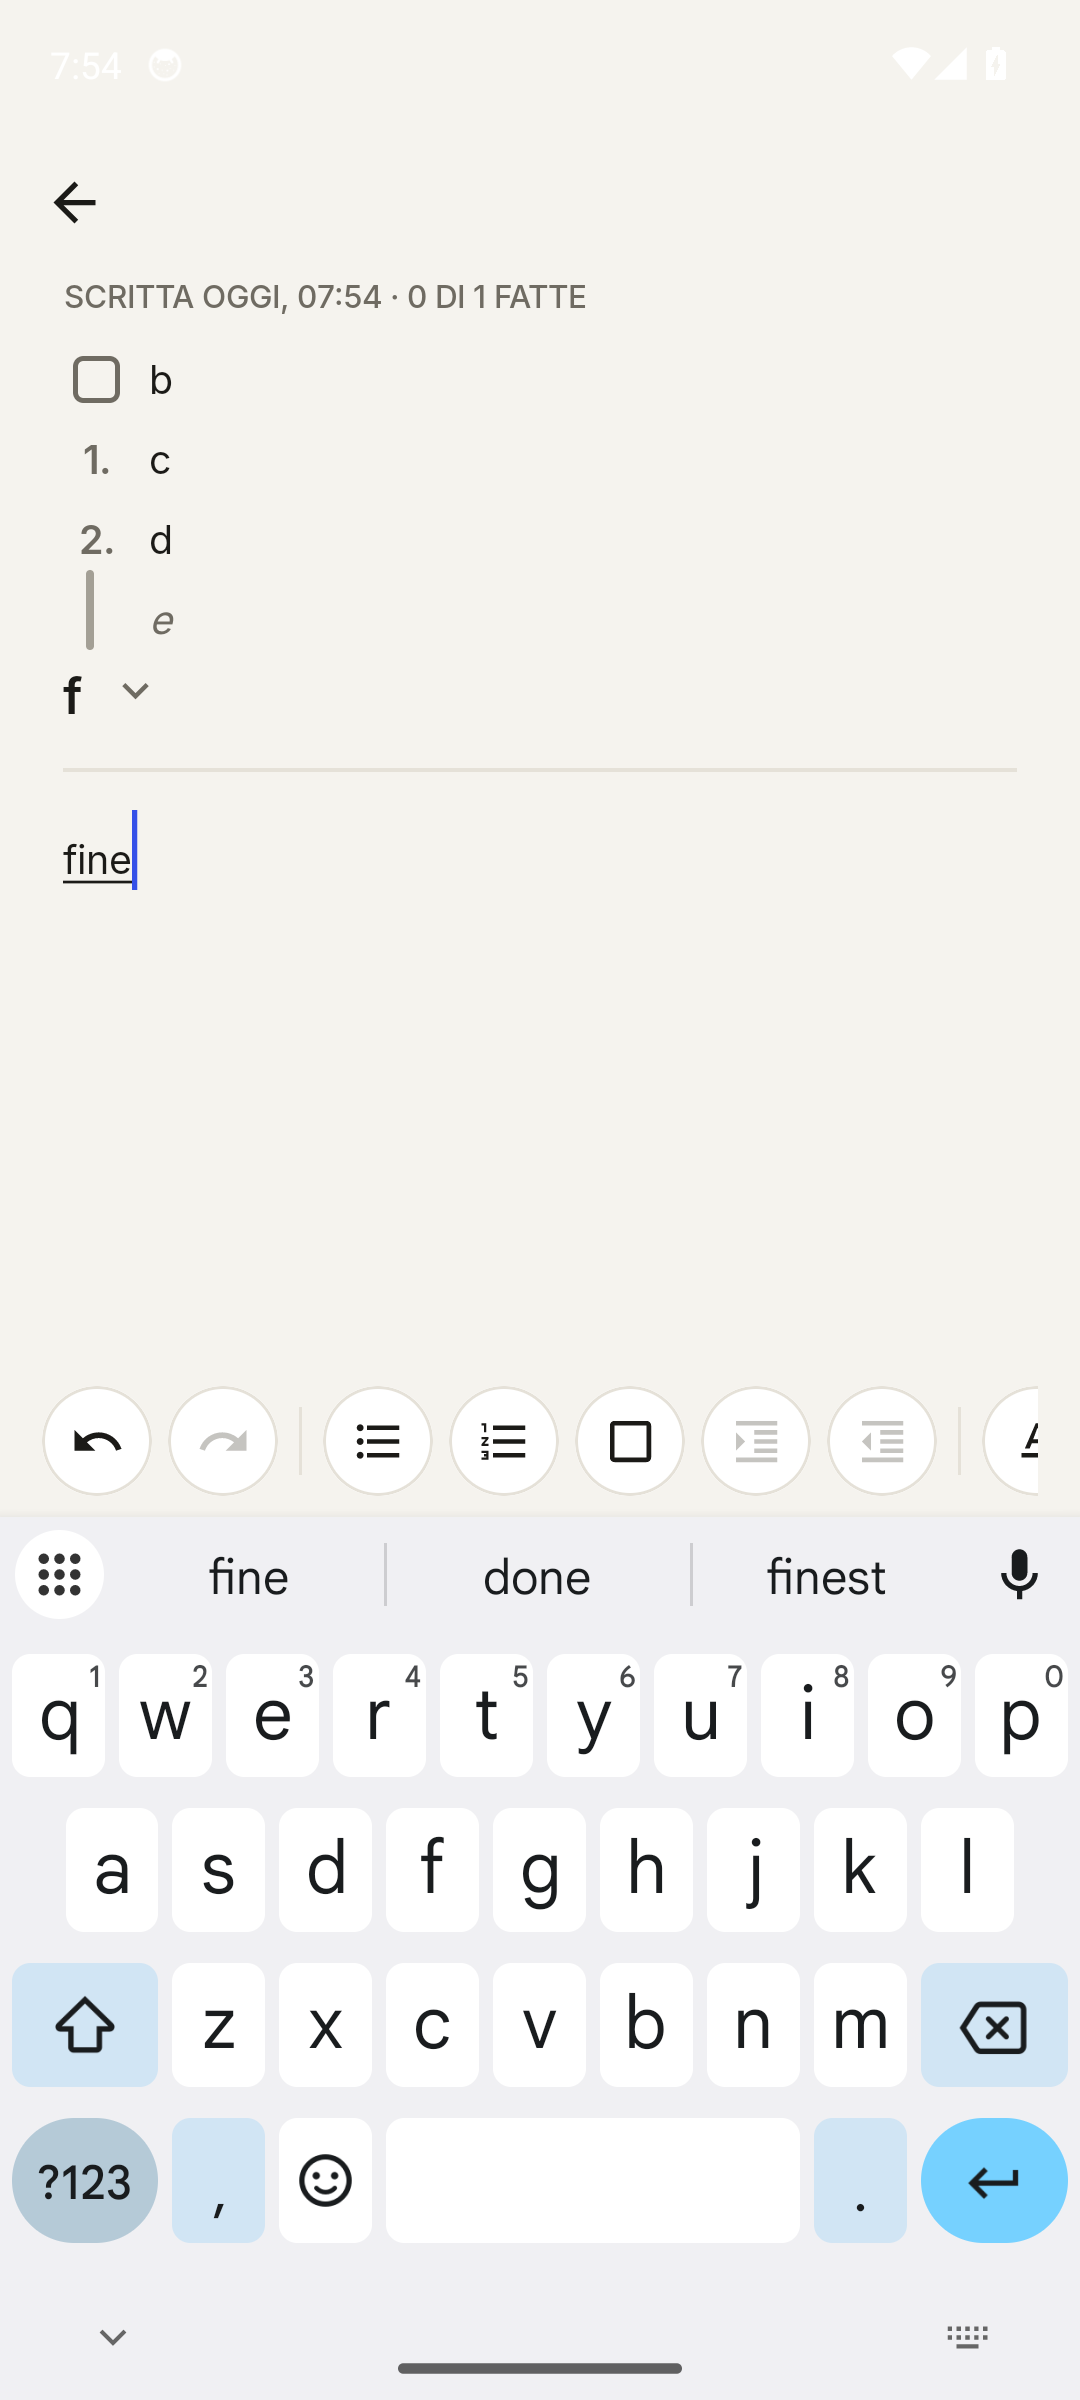 7:54
SCRITTA OGGI, 07:54 · 0 DI 1 FATTE
b
1. c
2. d
e
f
fine
fine done finest
q1 w2 e3 r4 t5 y6 u7 i8 o9 p0
a s d f g h j k l
z x c v b n m
?123 , .